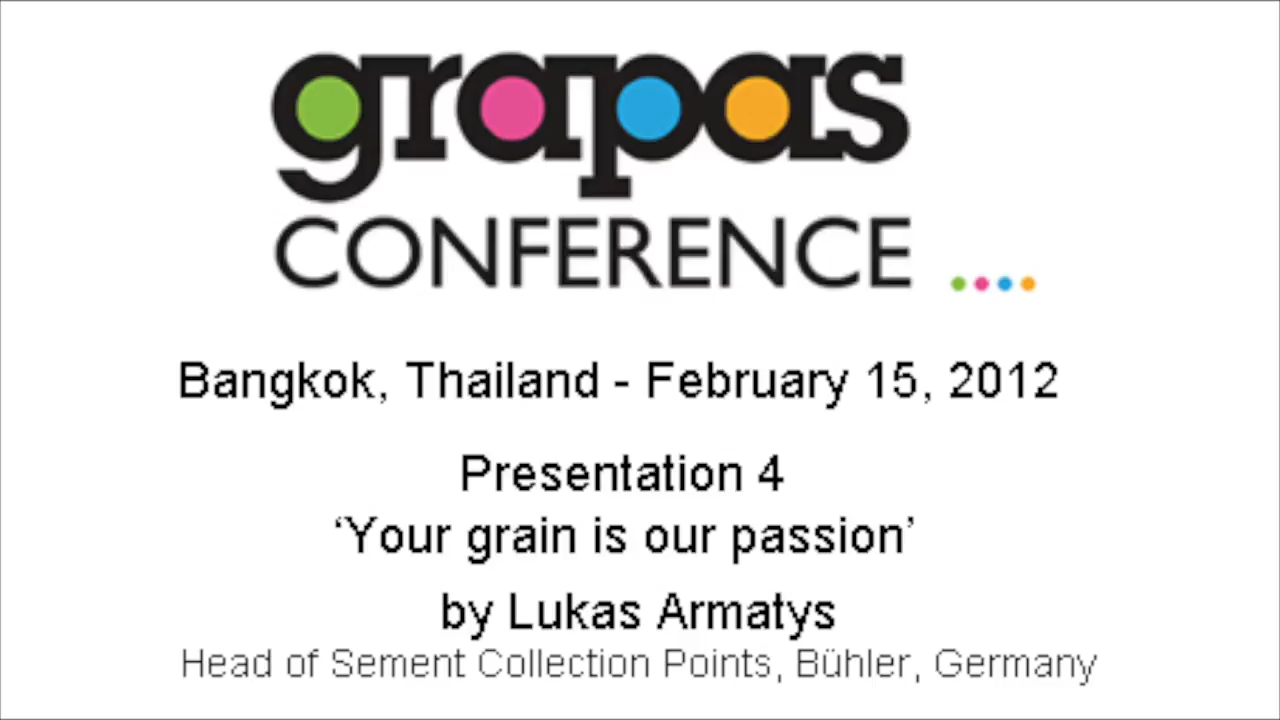 grapas
CONFERENCE
Bangkok, Thailand - February 15, 2012
Presentation 4
‘Your grain is our passion’
by Lukas Armatys
Head of Sement Collection Points, Bühler, Germany